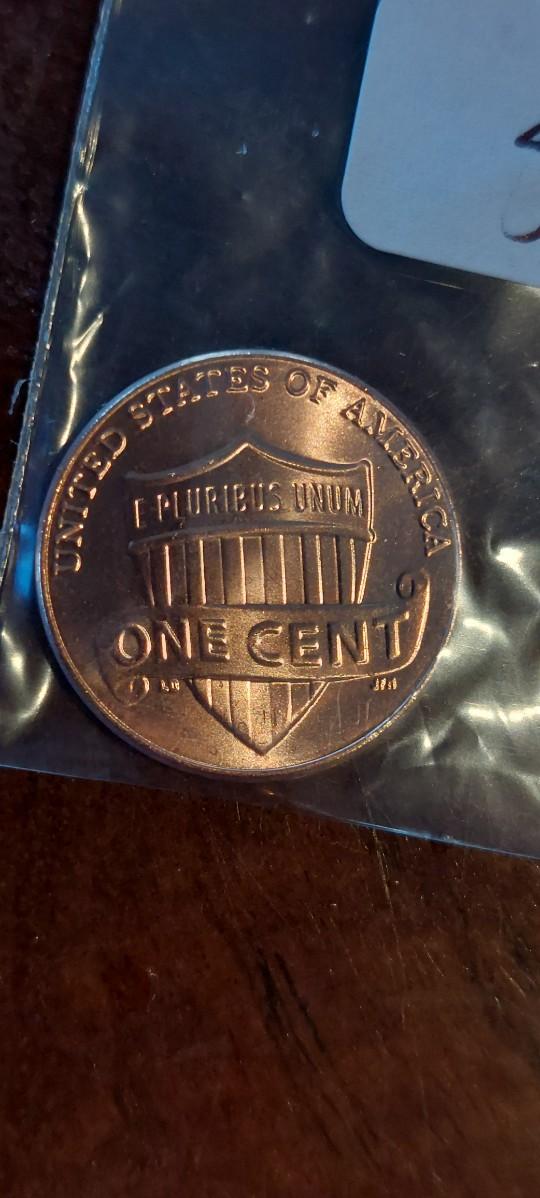 UNITED STATES OF AMERICA
E PLURIBUS UNUM
ONE CENT